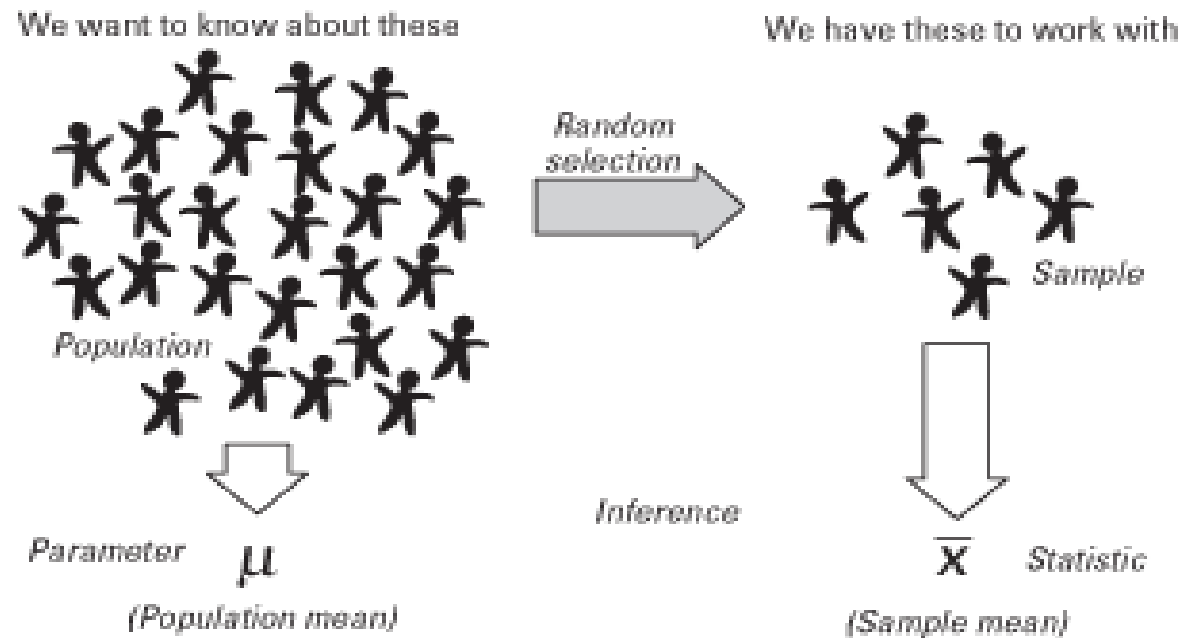 We want to know about these
We have these to work with
Random
selection
Sample
Population
Inference
Parameter μ
x̄ Statistic
(Population mean)
(Sample mean)